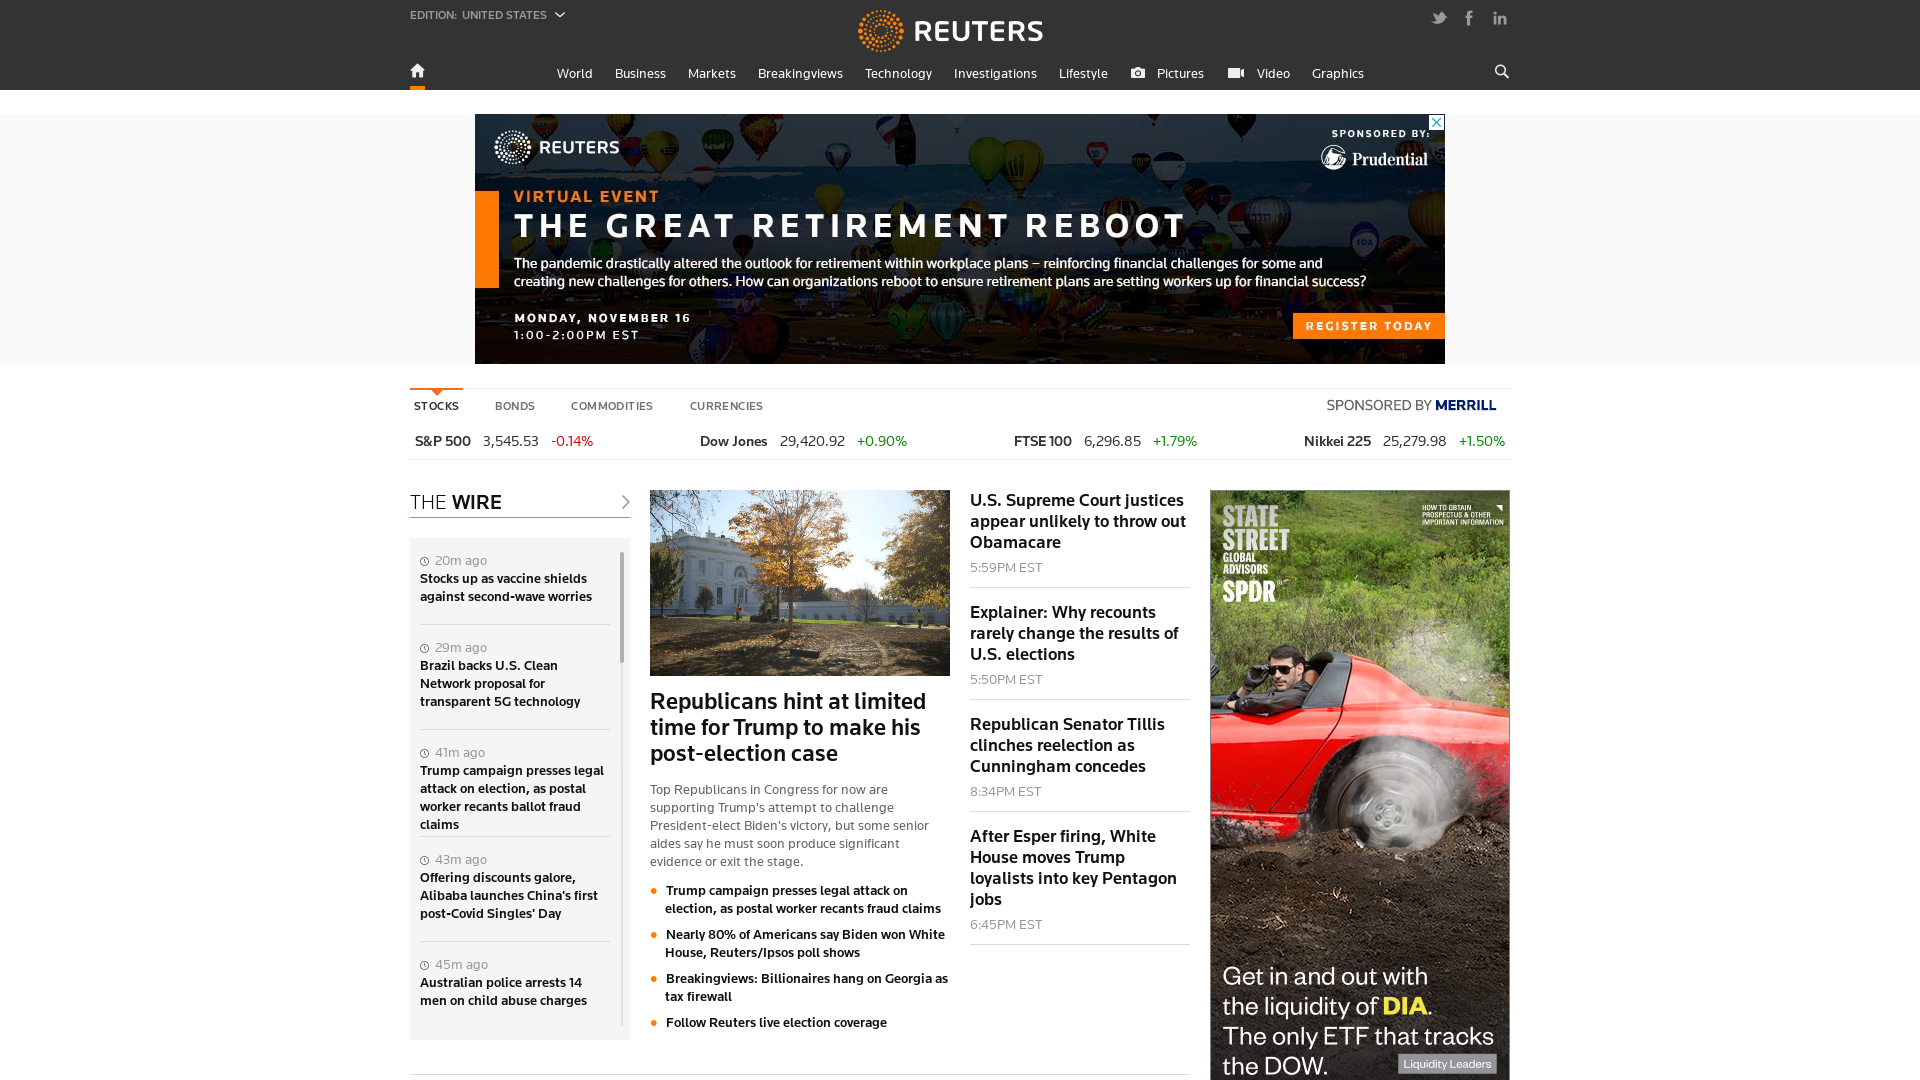 EDITION: UNITED STATES
REUTERS
World Business Markets Breakingviews Technology Investigations Lifestyle Pictures Video Graphics
REUTERS
SPONSORED BY:
Prudential
VIRTUAL EVENT
THE GREAT RETIREMENT REBOOT
The pandemic drastically altered the outlook for retirement within workplace plans – reinforcing financial challenges for some and
creating new challenges for others. How can organizations reboot to ensure retirement plans are setting workers up for financial success?
MONDAY, NOVEMBER 16
1:00-2:00PM EST
REGISTER TODAY
STOCKS BONDS COMMODITIES CURRENCIES
SPONSORED BY MERRILL
S&P 500 3,545.53 -0.14% Dow Jones 29,420.92 +0.90% FTSE 100 6,296.85 +1.79% Nikkei 225 25,279.98 +1.50%
THE WIRE
20m ago
Stocks up as vaccine shields
against second-wave worries
29m ago
Brazil backs U.S. Clean
Network proposal for
transparent 5G technology
41m ago
Trump campaign presses legal
attack on election, as postal
worker recants ballot fraud
claims
43m ago
Offering discounts galore,
Alibaba launches China's first
post-Covid Singles' Day
45m ago
Australian police arrests 14
men on child abuse charges
Republicans hint at limited
time for Trump to make his
post-election case
Top Republicans in Congress for now are
supporting Trump's attempt to challenge
President-elect Biden's victory, but some senior
aides say he must soon produce significant
evidence or exit the stage.
Trump campaign presses legal attack on
election, as postal worker recants fraud claims
Nearly 80% of Americans say Biden won White
House, Reuters/Ipsos poll shows
Breakingviews: Billionaires hang on Georgia as
tax firewall
Follow Reuters live election coverage
U.S. Supreme Court justices
appear unlikely to throw out
Obamacare
5:59PM EST
Explainer: Why recounts
rarely change the results of
U.S. elections
5:50PM EST
Republican Senator Tillis
clinches reelection as
Cunningham concedes
8:34PM EST
After Esper firing, White
House moves Trump
loyalists into key Pentagon
jobs
6:45PM EST
STATE
STREET
GLOBAL
ADVISORS
SPDR®
HOW TO OBTAIN
PROSPECTUS & OTHER
IMPORTANT INFORMATION
Get in and out with
the liquidity of DIA.
The only ETF that tracks
the DOW.
Liquidity Leaders